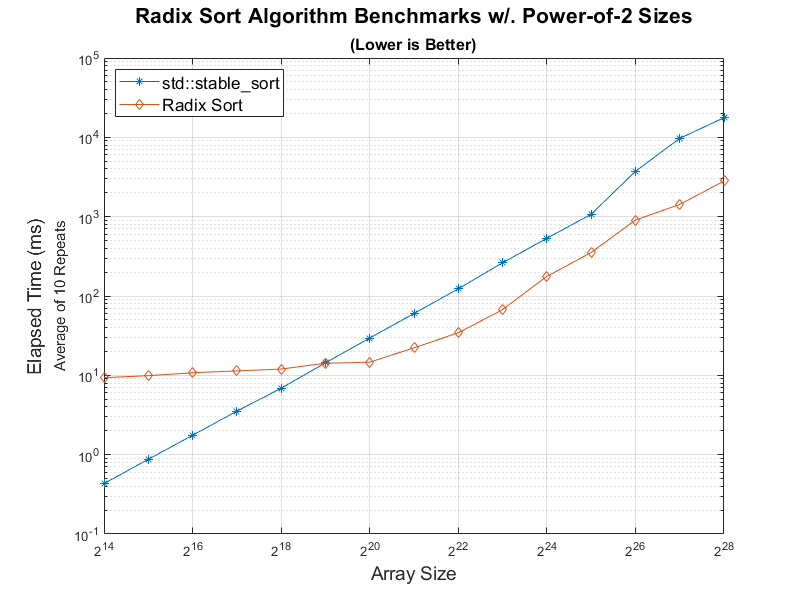 Radix Sort Algorithm Benchmarks w/. Power-of-2 Sizes
(Lower is Better)
std::stable_sort
Radix Sort
Elapsed Time (ms)
Average of 10 Repeats
10^5
10^4
10^3
10^2
10^1
10^0
10^-1
2^14 2^16 2^18 2^20 2^22 2^24 2^26 2^28
Array Size